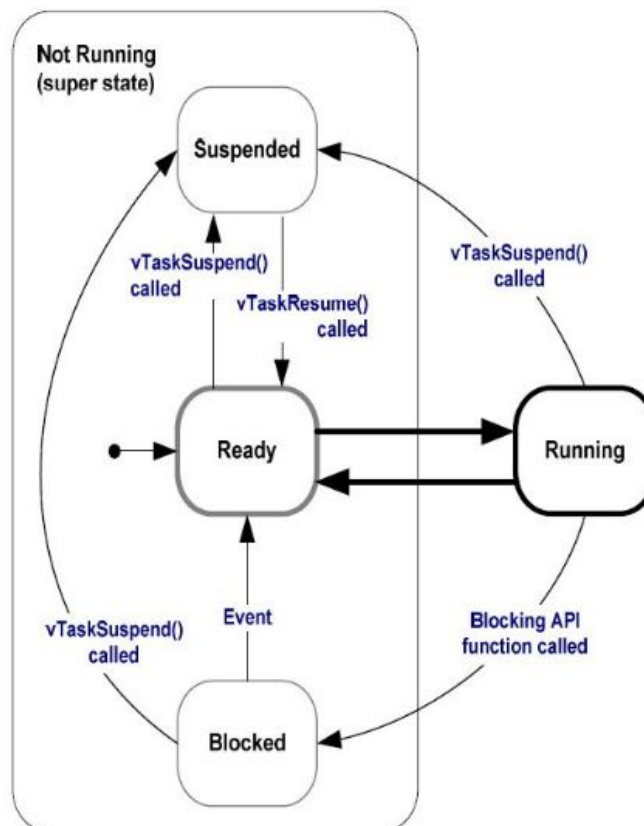 Not Running
(super state)
Suspended
vTaskSuspend()
called
vTaskSuspend()
called
vTaskResume()
called
Ready
Running
Event
vTaskSuspend()
called
Blocking API
function called
Blocked